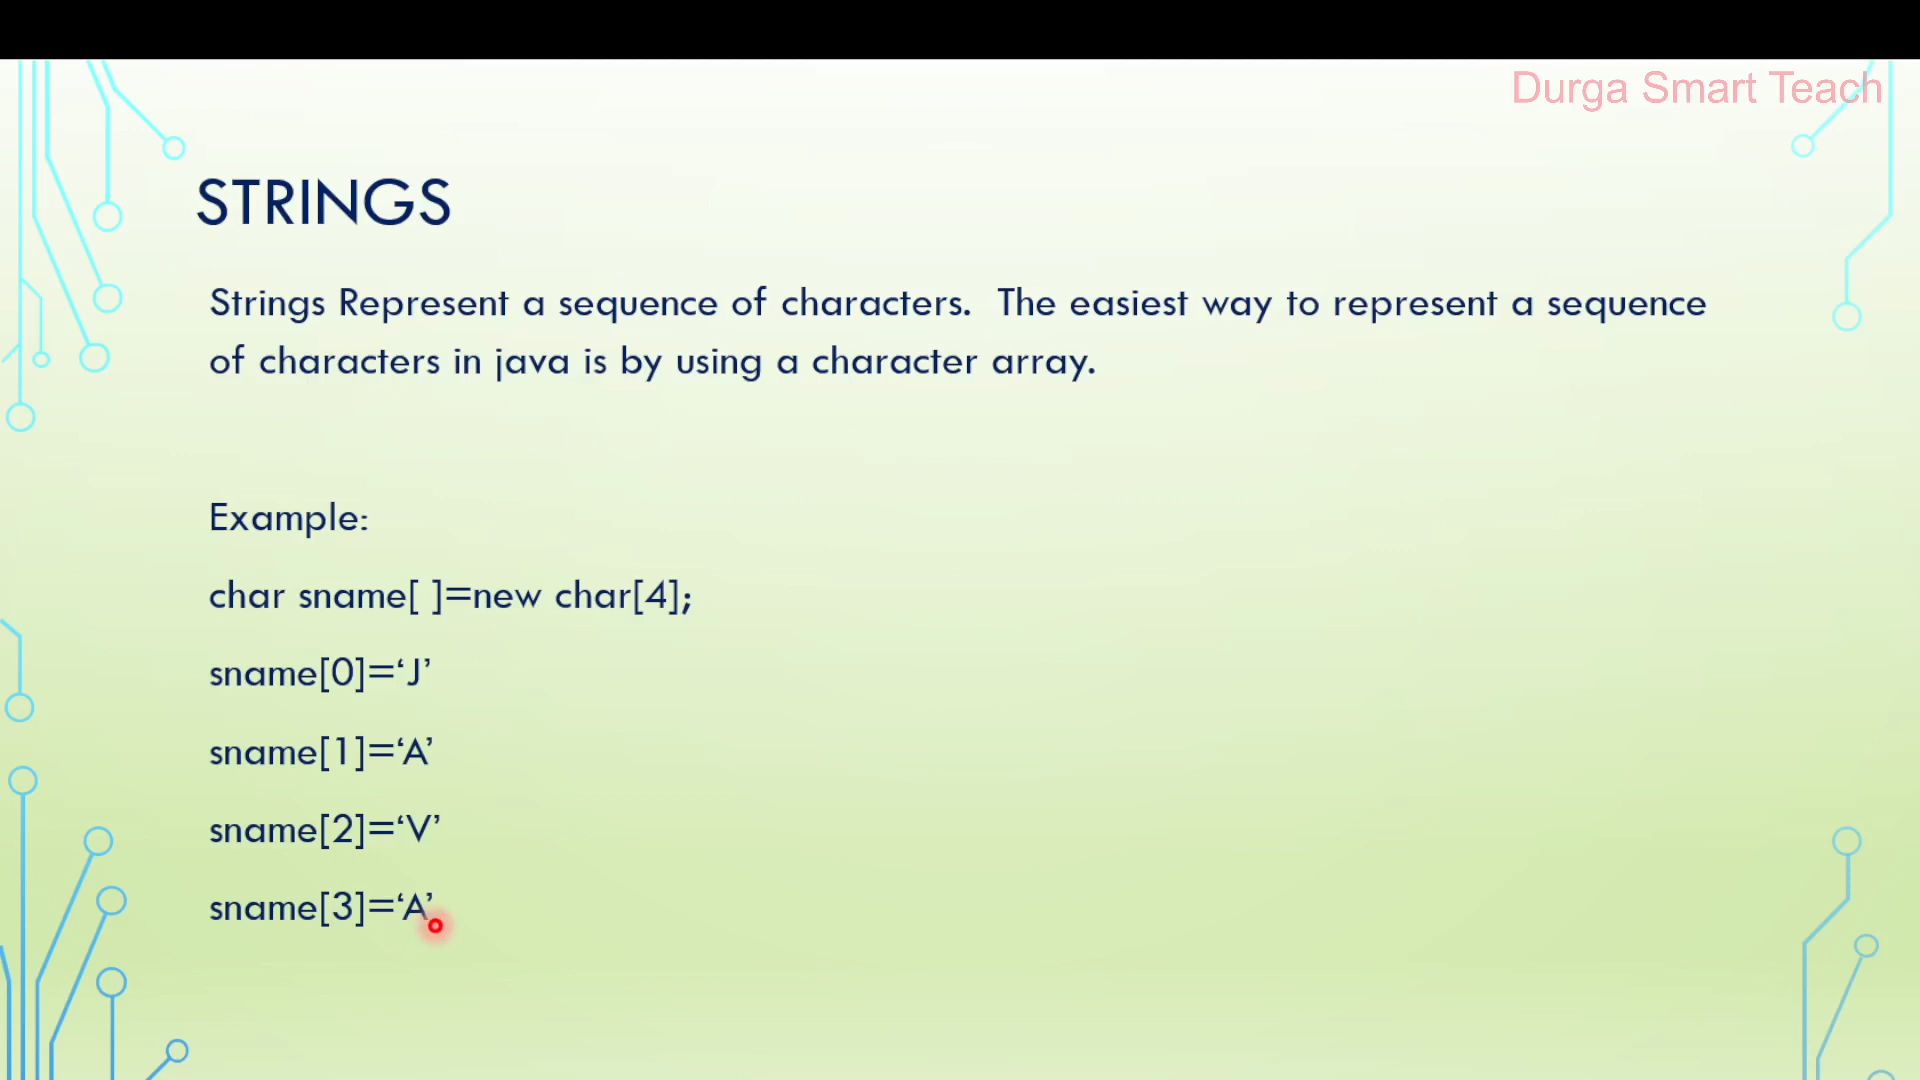 Durga Smart Teach
STRINGS
Strings Represent a sequence of characters. The easiest way to represent a sequence
of characters in java is by using a character array.
Example:
char sname[ ]=new char[4];
sname[0]=‘J’
sname[1]=‘A’
sname[2]=‘V’
sname[3]=‘A’